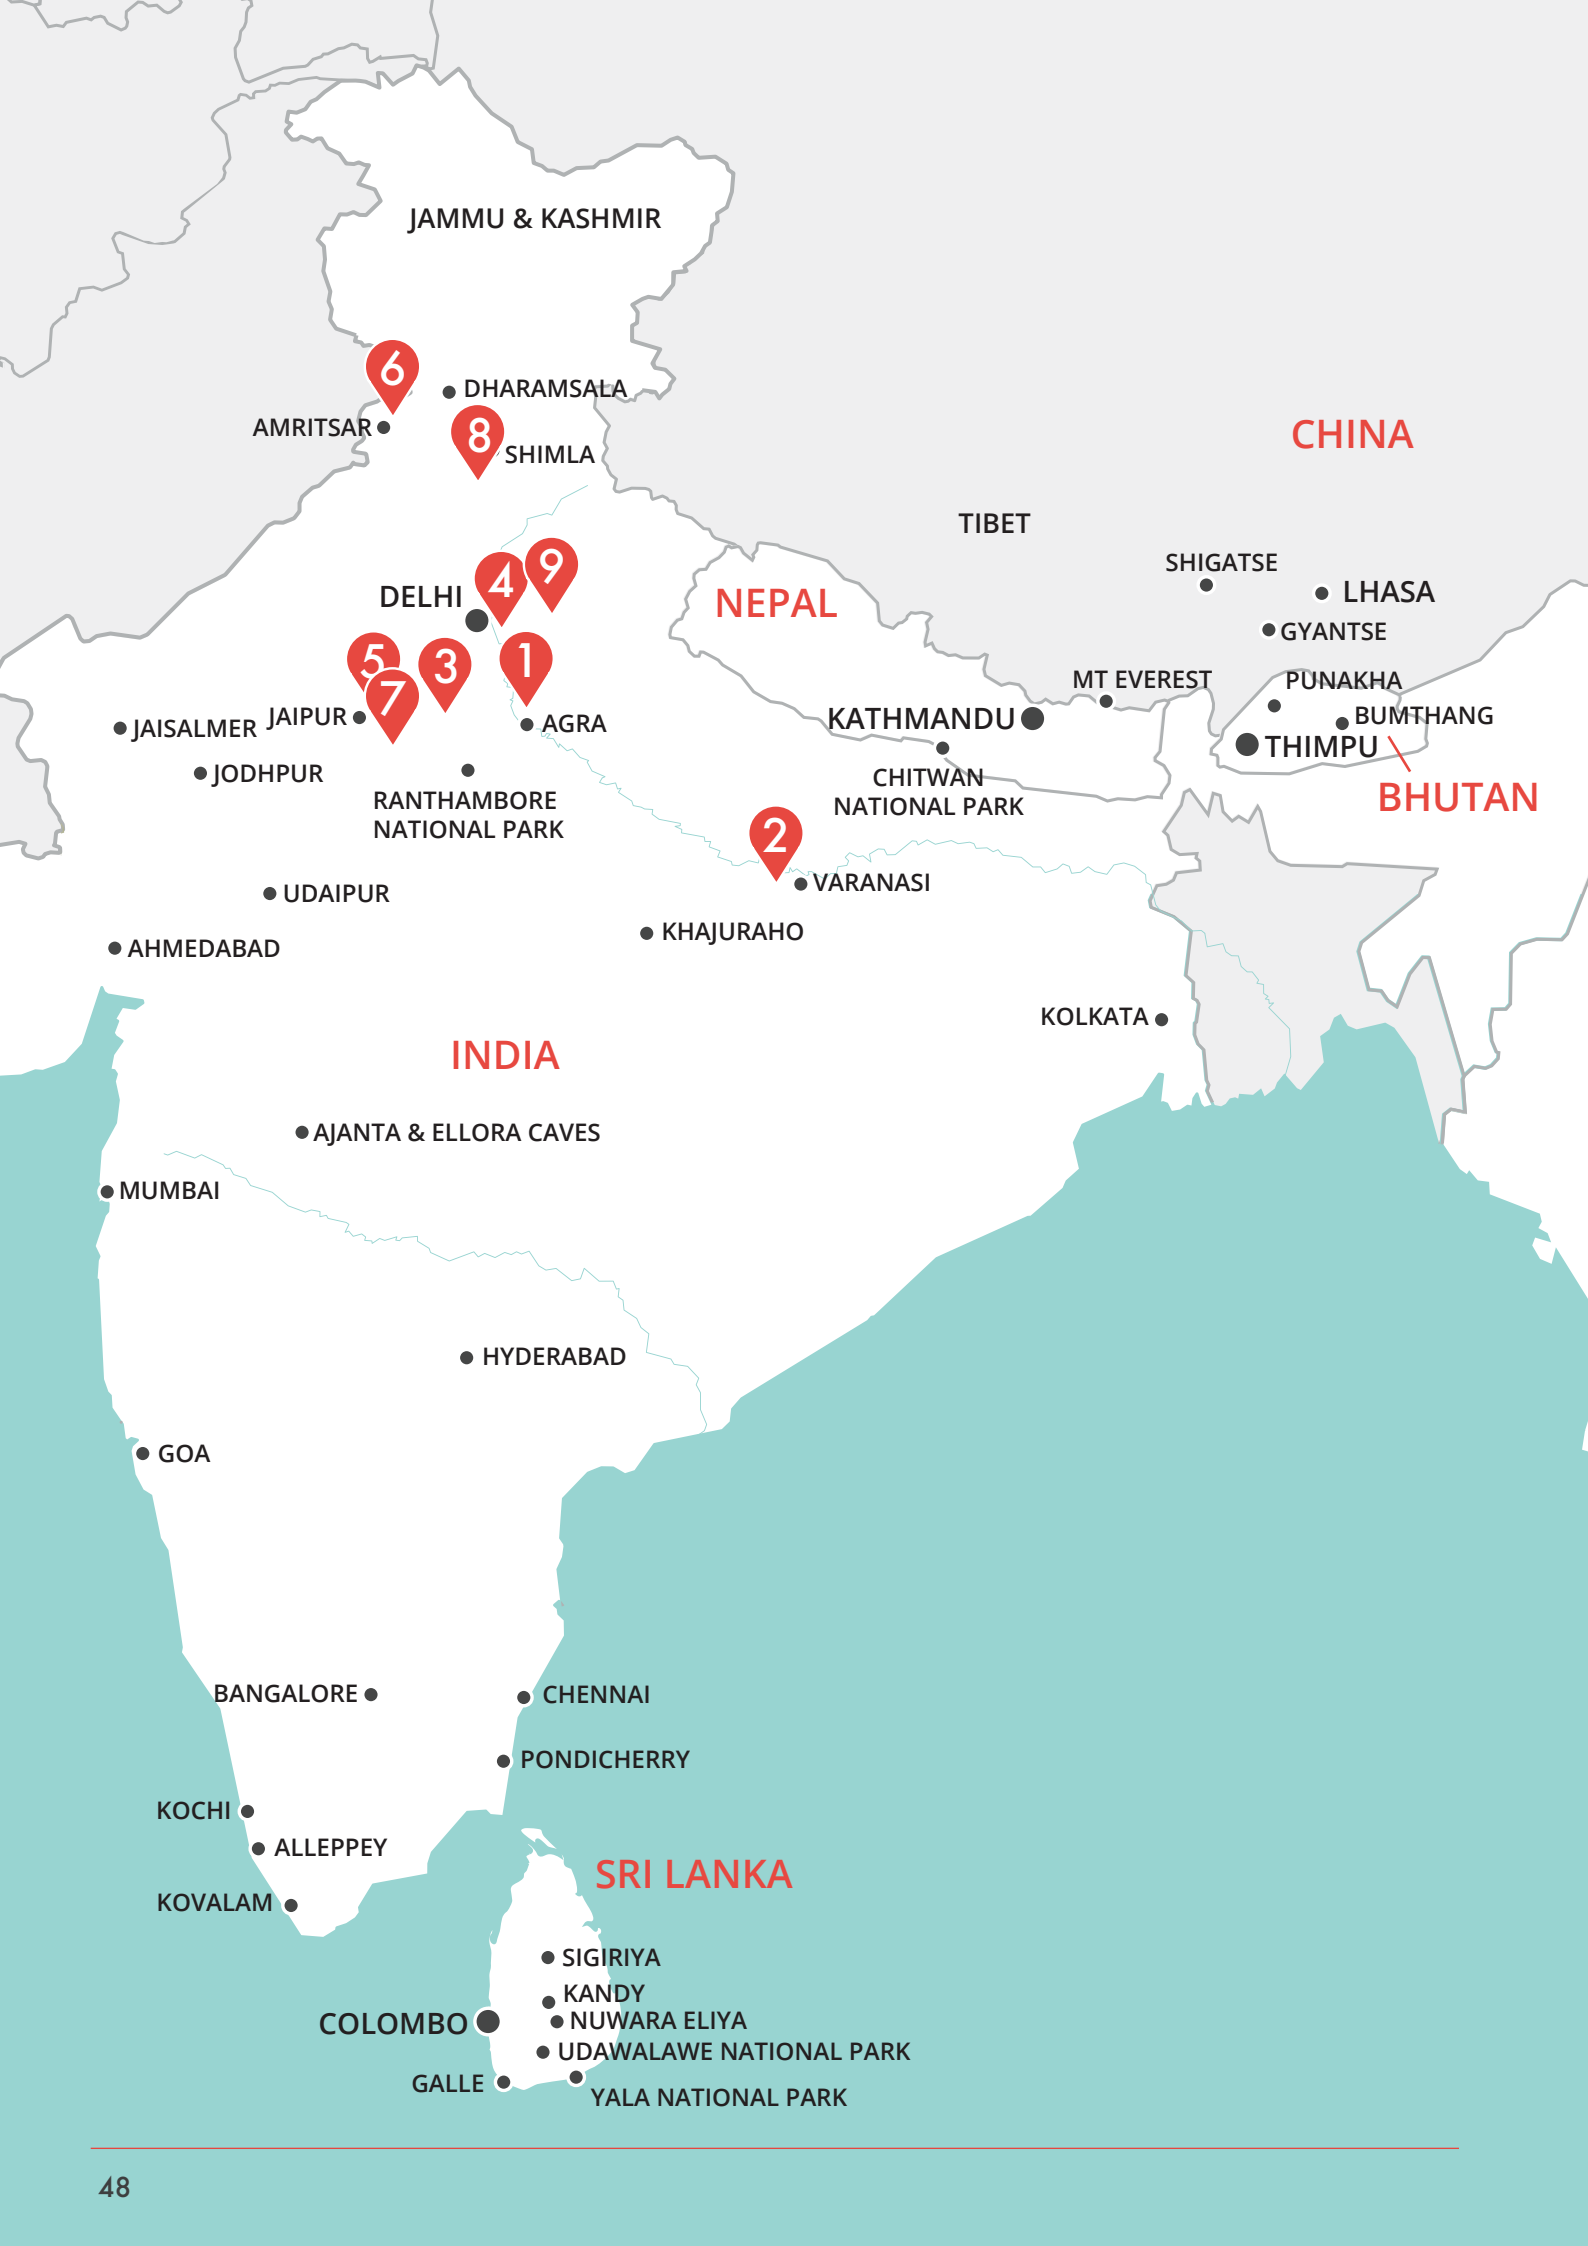 JAMMU & KASHMIR
6
DHARAMSALA
AMRITSAR
8
SHIMLA
CHINA
TIBET
SHIGATSE
LHASA
GYANTSE
4
9
DELHI
NEPAL
5
3
1
7
MT EVEREST
PUNAKHA
BUMTHANG
KATHMANDU
THIMPU
BHUTAN
JAISALMER
JAIPUR
AGRA
JODHPUR
RANTHAMBORE
NATIONAL PARK
CHITWAN
NATIONAL PARK
2
VARANASI
UDAIPUR
KHAJURAHO
AHMEDABAD
KOLKATA
INDIA
AJANTA & ELLORA CAVES
MUMBAI
HYDERABAD
GOA
BANGALORE
CHENNAI
PONDICHERRY
KOCHI
ALLEPPEY
KOVALAM
SRI LANKA
SIGIRIYA
KANDY
NUWARA ELIYA
COLOMBO
UDAWALAWE NATIONAL PARK
GALLE
YALA NATIONAL PARK
48